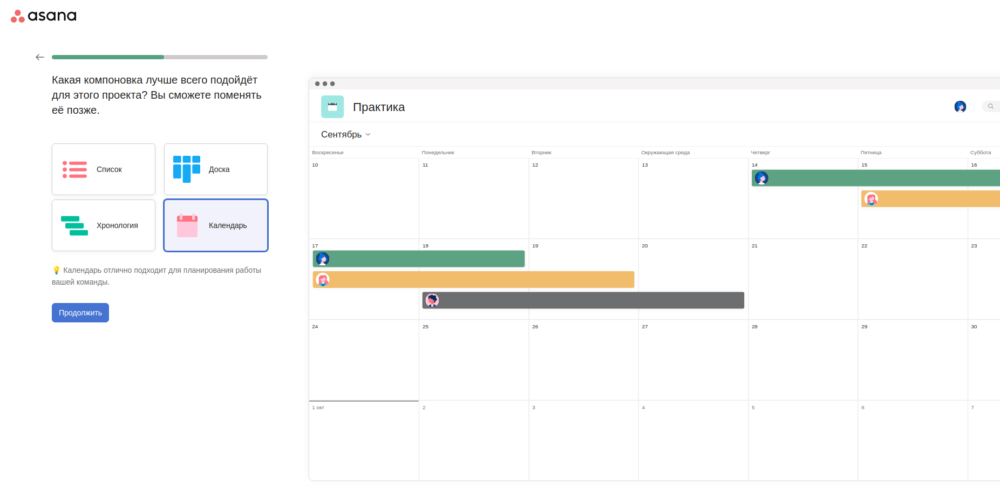 asana
Какая компоновка лучше всего подойдёт
для этого проекта? Вы сможете поменять
её позже.
Список
Доска
Хронология
Календарь
💡 Календарь отлично подходит для планирования работы
вашей команды.
Продолжить
Практика
Сентябрь
Воскресенье Понедельник Вторник Окружающая среда Четверг Пятница Суббота
10 11 12 13 14 15 16
17 18 19 20 21 22 23
24 25 26 27 28 29 30
1 окт 2 3 4 5 6 7